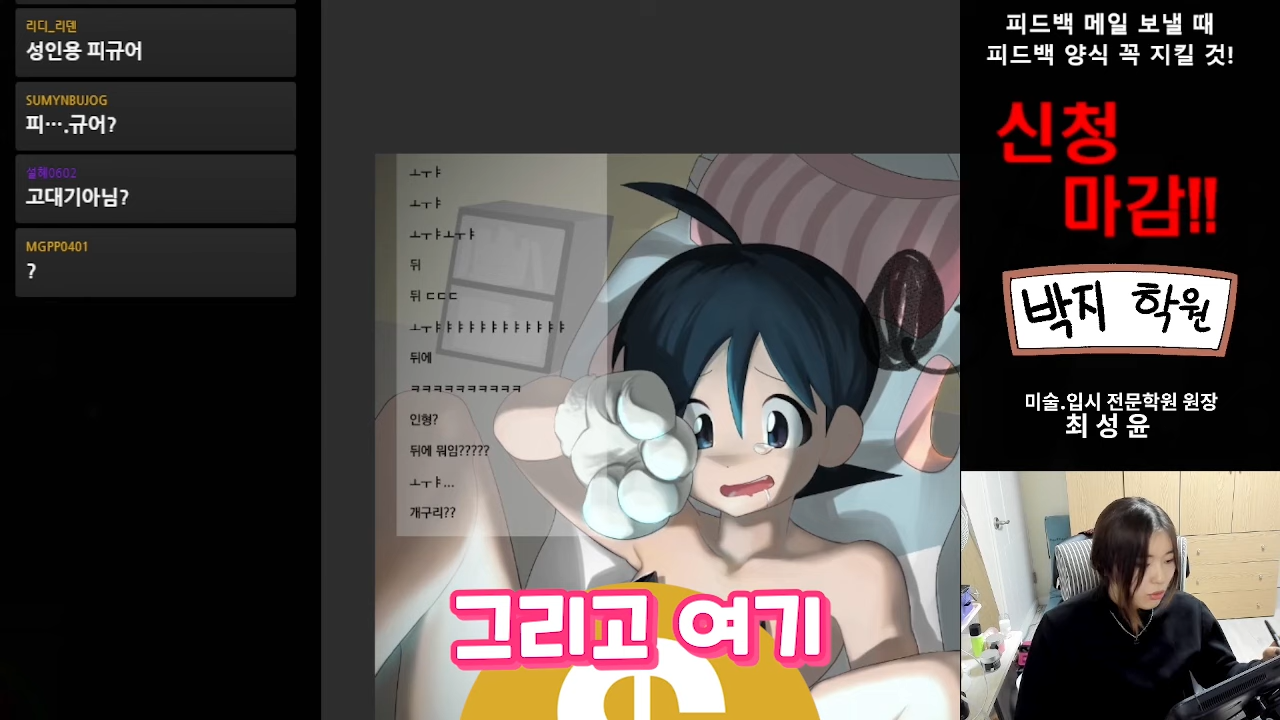 리디_리덴
성인용 피규어
SUMYNBUJOG
피….규어?
설혜0602
고대기아님?
MGPP0401
?
ㅗㅜㅑ
ㅗㅜㅑ
ㅗㅜㅑㅗㅜㅑ
뒤
뒤 ㄷㄷㄷ
ㅗㅜㅑㅑㅑㅑㅑㅑㅑㅑㅑㅑㅑㅑ
뒤에
ㅋㅋㅋㅋㅋㅋㅋㅋㅋㅋ
인형?
뒤에 뭐임?????
ㅗㅜㅑ...
개구리??
그리고 여기
피드백 메일 보낼 때
피드백 양식 꼭 지킬 것!
신청
마감!!
박지 학원
미술.입시 전문학원 원장
최성윤